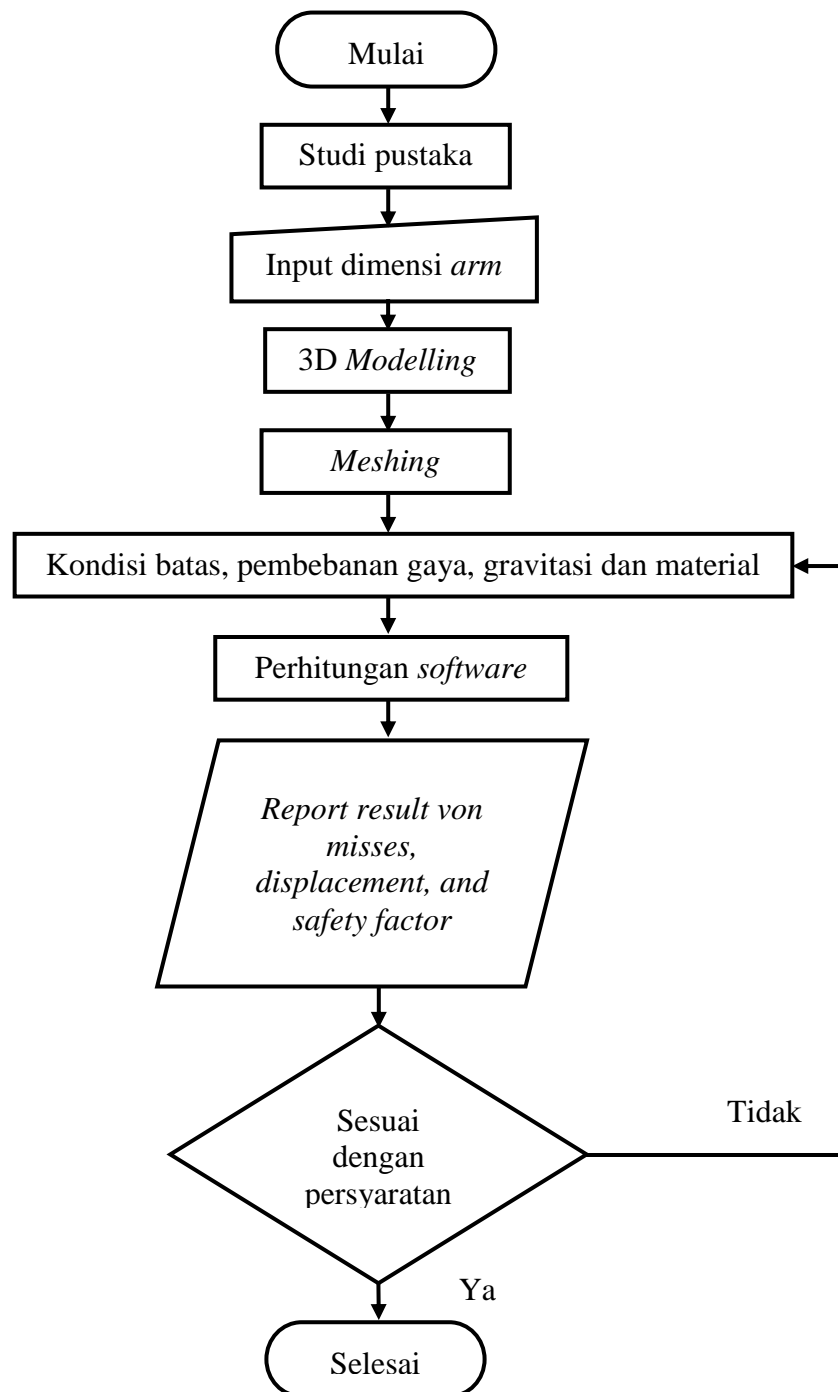 Mulai
Studi pustaka
Input dimensi arm
3D Modelling
Meshing
Kondisi batas, pembebanan gaya, gravitasi dan material
Perhitungan software
Report result von
misses,
displacement, and
safety factor
Sesuai
dengan
persyaratan
Tidak
Ya
Selesai